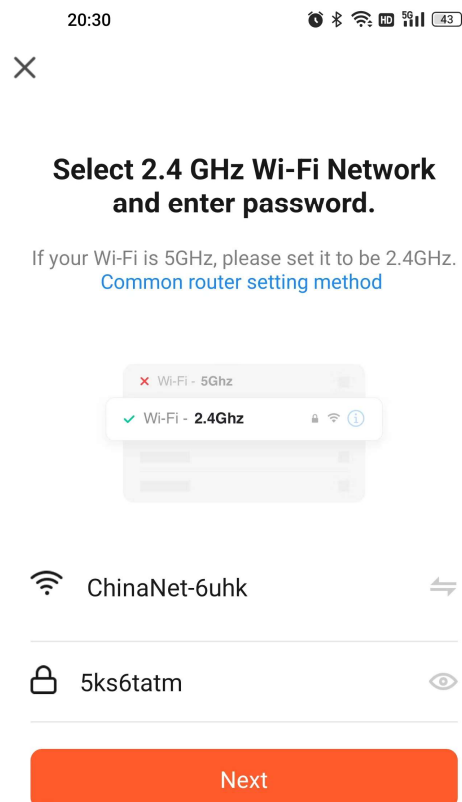 20:30
HD 5G 43
Select 2.4 GHz Wi-Fi Network
and enter password.
If your Wi-Fi is 5GHz, please set it to be 2.4GHz.
Common router setting method
Wi-Fi - 5Ghz
Wi-Fi - 2.4Ghz
ChinaNet-6uhk
5ks6tatm
Next